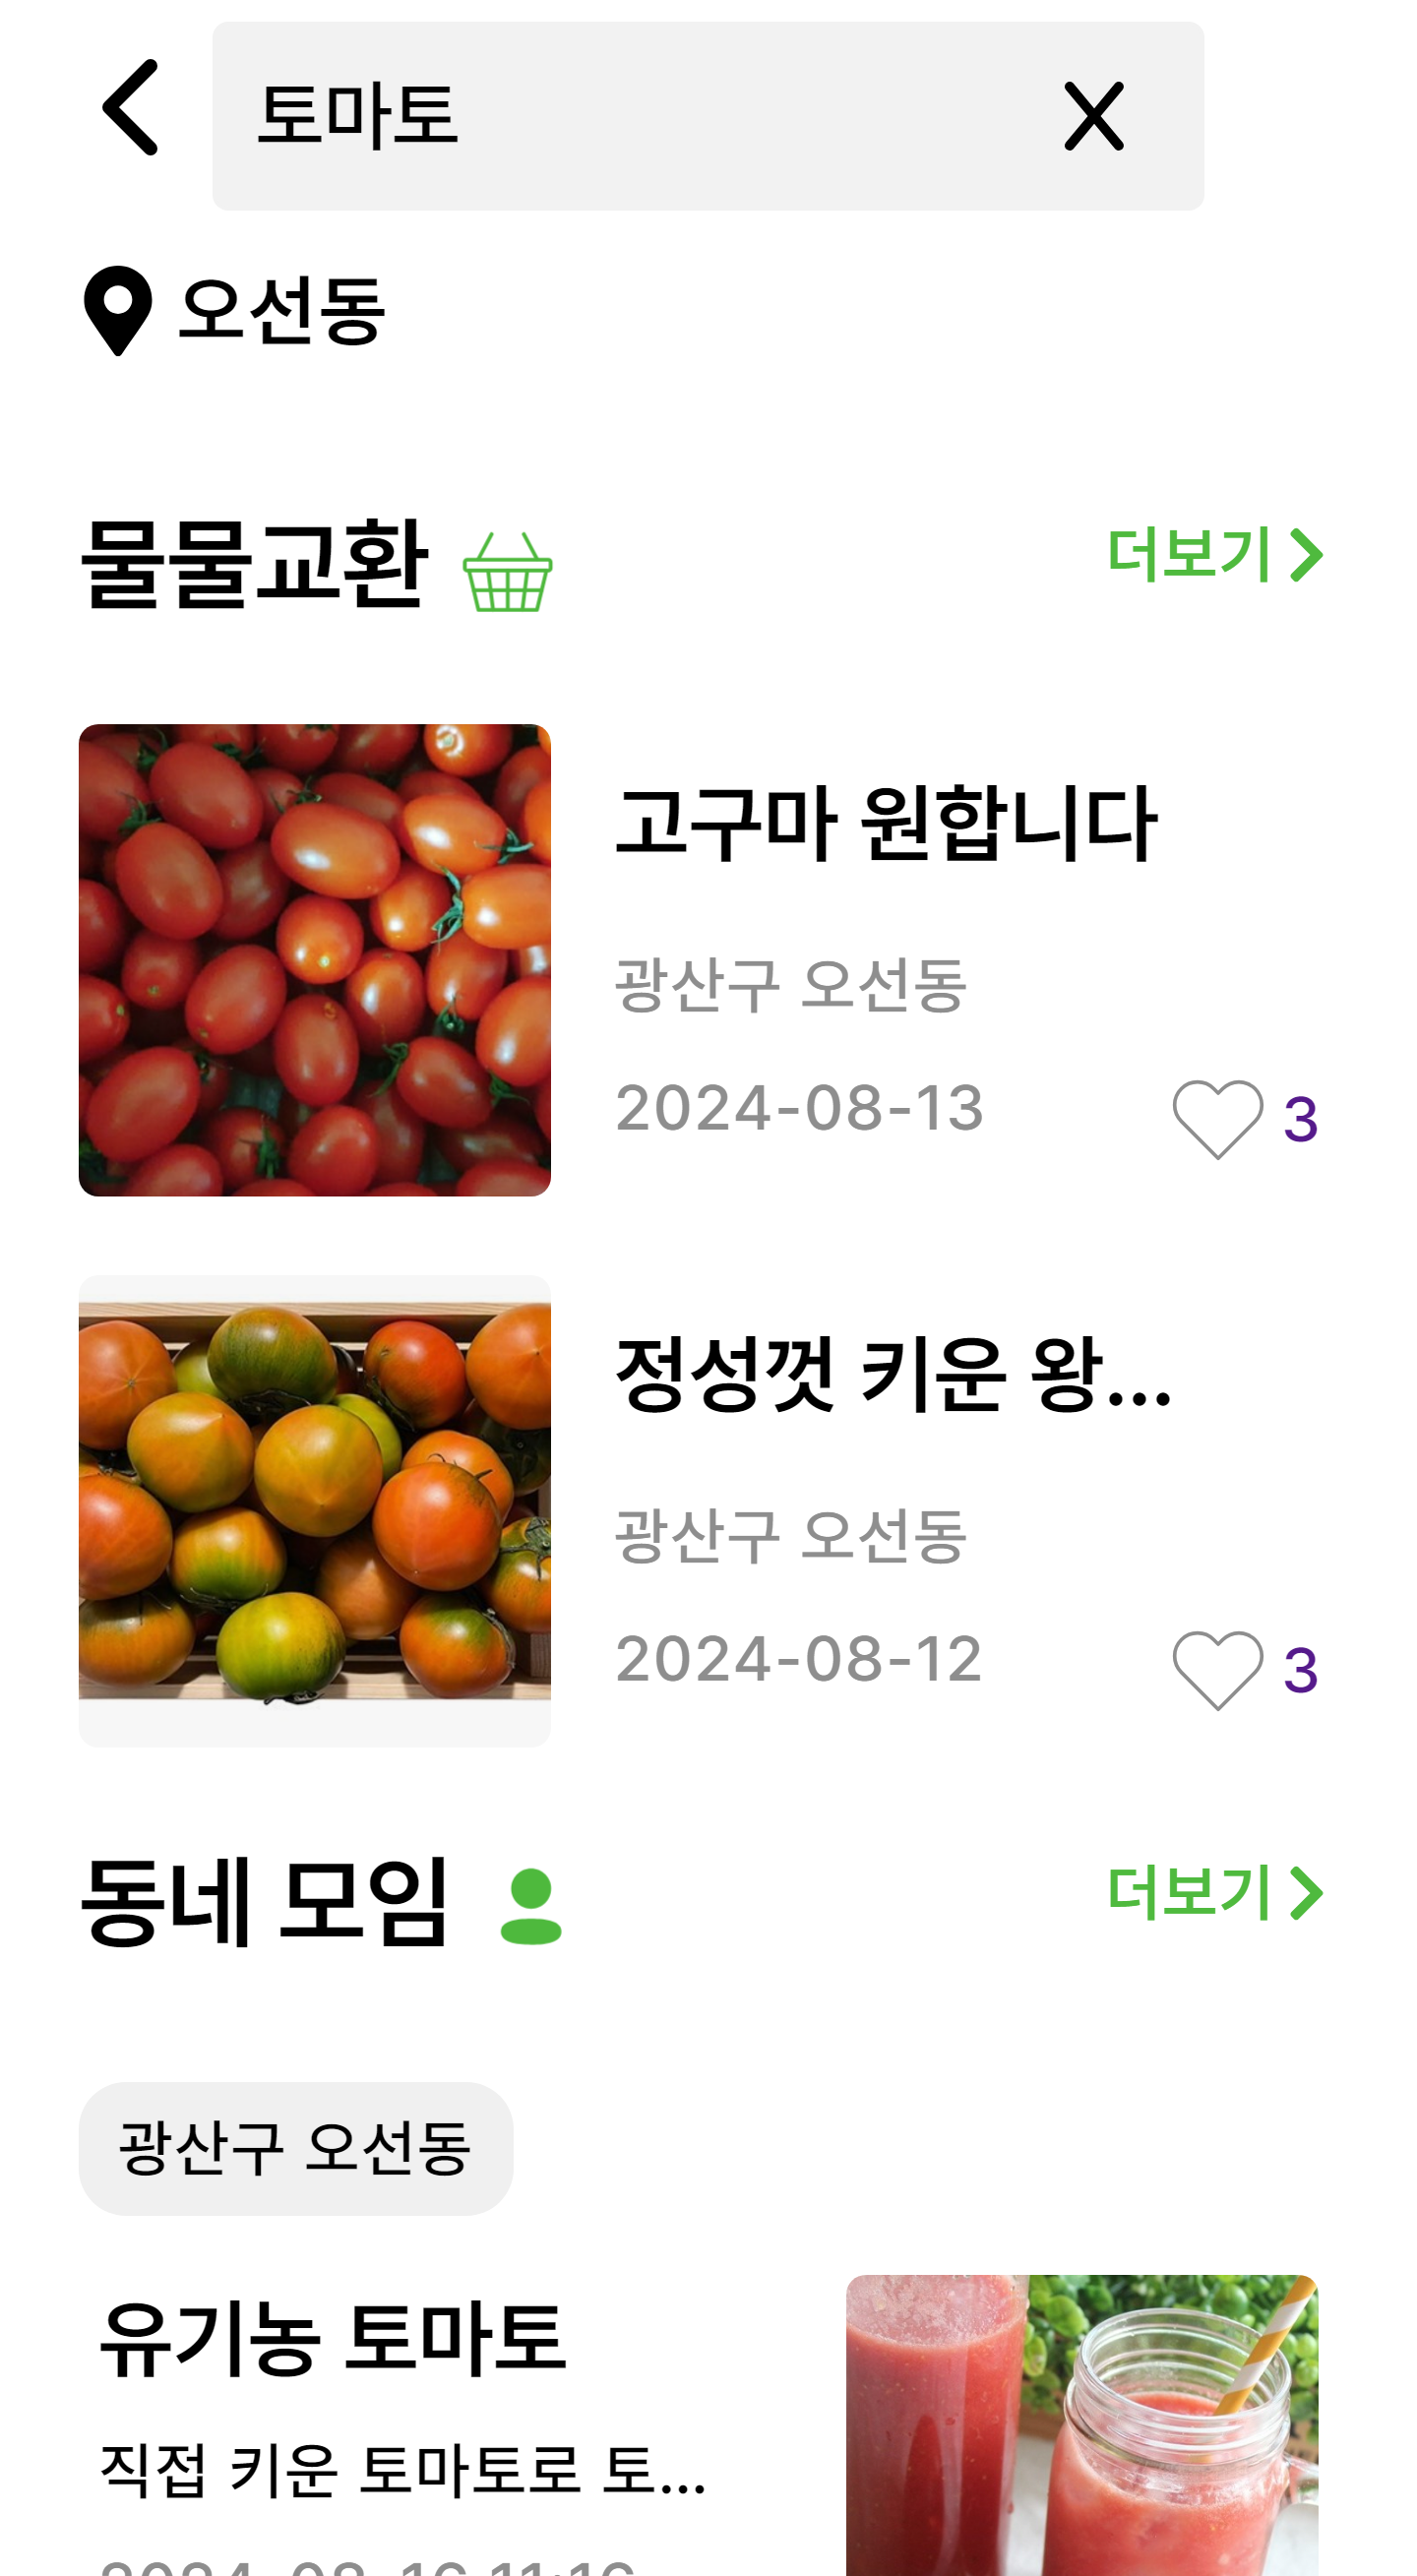 토마토
오선동
물물교환
더보기
고구마 원합니다
광산구 오선동
2024-08-13
3
정성껏 키운 왕...
광산구 오선동
2024-08-12
3
동네 모임
더보기
광산구 오선동
유기농 토마토
직접 키운 토마토로 토...